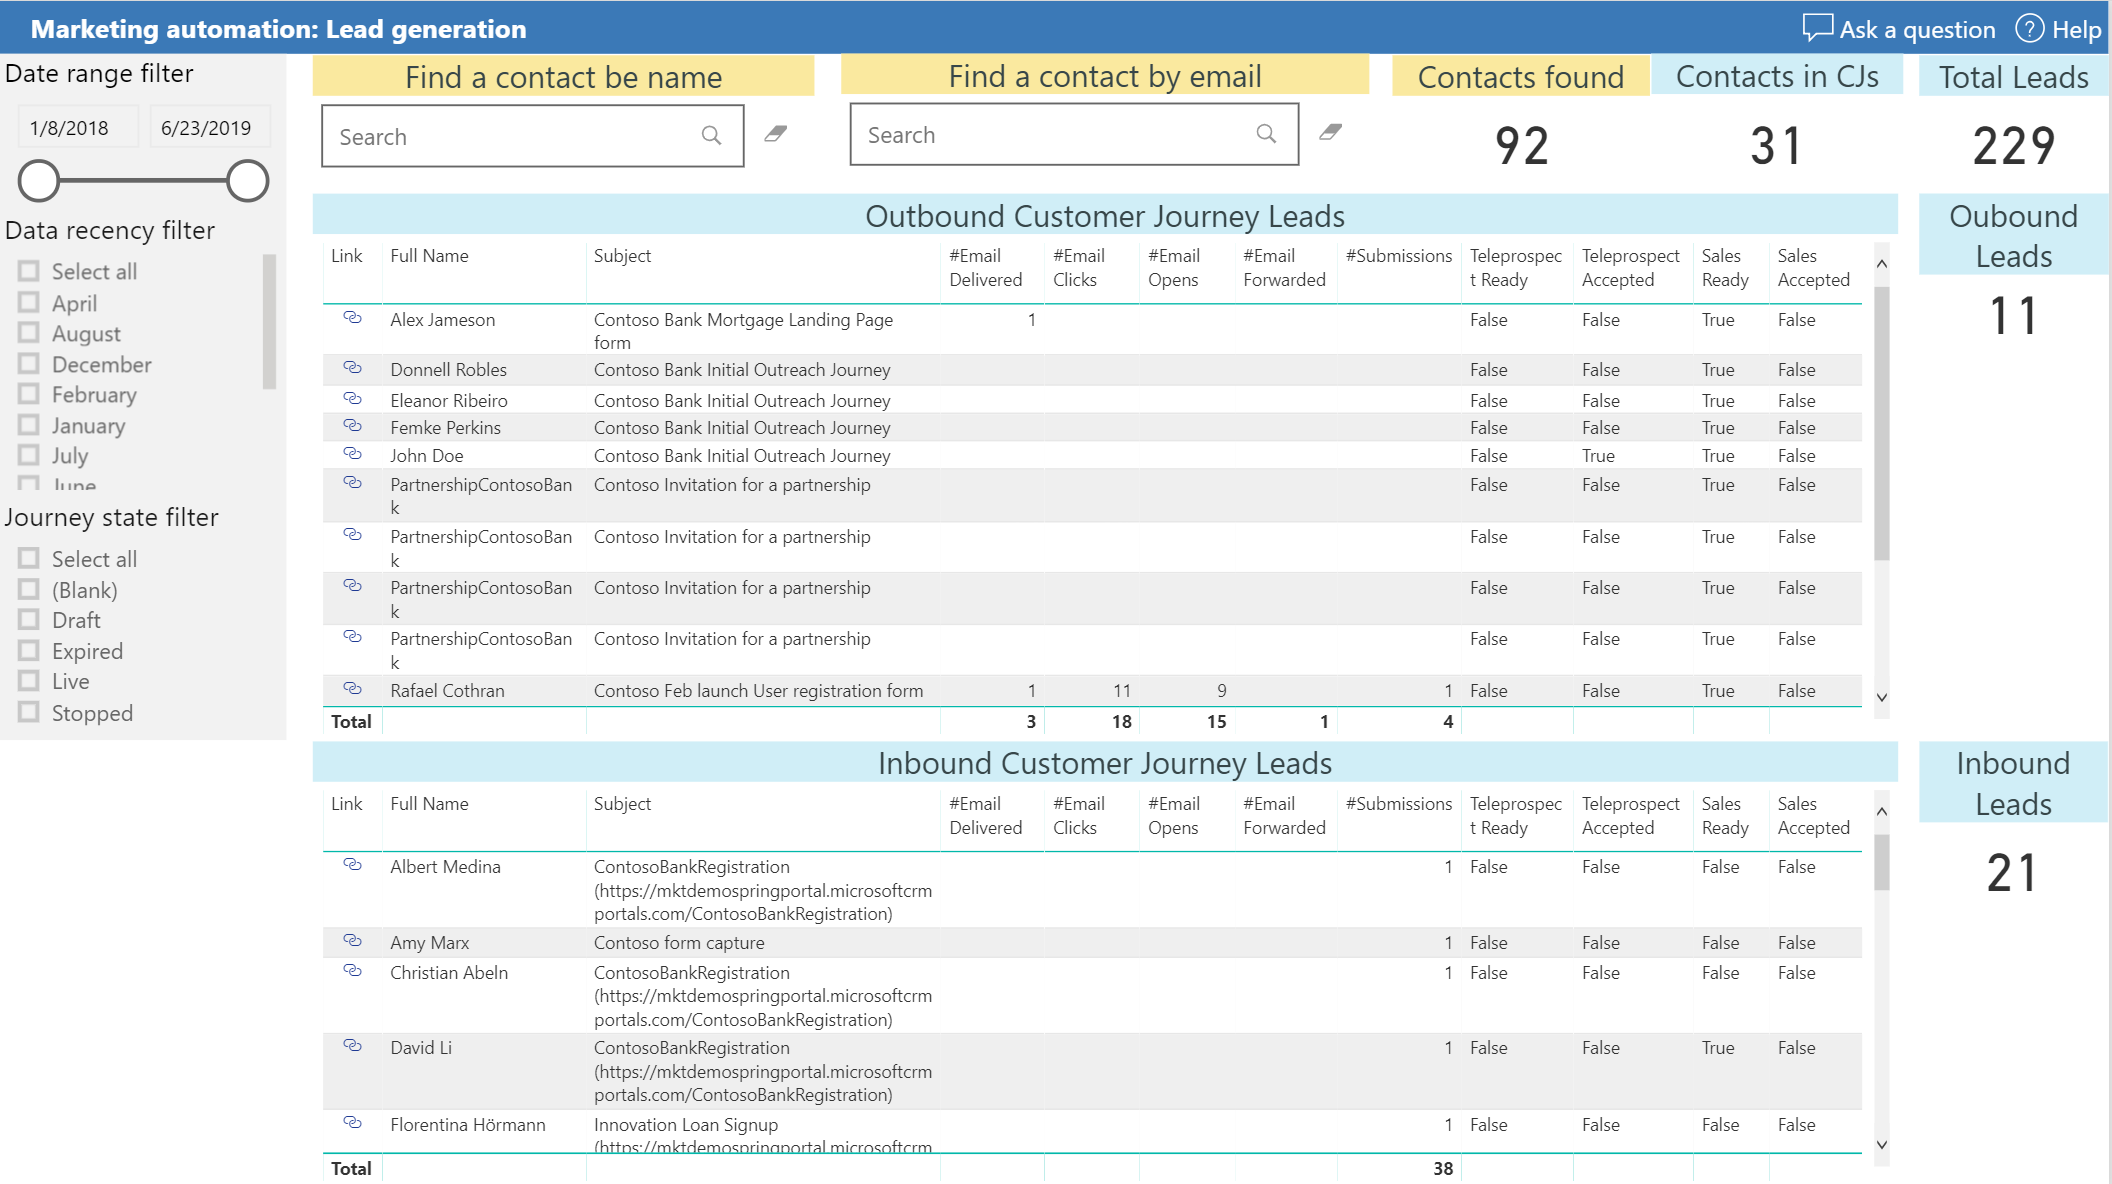 Marketing automation: Lead generation
Ask a question
? Help
Date range filter
1/8/2018
6/23/2019
Data recency filter
Select all
April
August
December
February
January
July
June
Journey state filter
Select all
(Blank)
Draft
Expired
Live
Stopped
Find a contact be name
Search
Find a contact by email
Search
Contacts found
92
Contacts in CJs
31
Total Leads
229
Outbound Customer Journey Leads
Link Full Name Subject #Email Delivered #Email Clicks #Email Opens #Email Forwarded #Submissions Teleprospec t Ready Teleprospect Accepted Sales Ready Sales Accepted
Alex Jameson Contoso Bank Mortgage Landing Page 1 False False True False
form
Donnell Robles Contoso Bank Initial Outreach Journey False False True False
Eleanor Ribeiro Contoso Bank Initial Outreach Journey False False True False
Femke Perkins Contoso Bank Initial Outreach Journey False False True False
John Doe Contoso Bank Initial Outreach Journey False True True False
PartnershipContosoBan Contoso Invitation for a partnership False False True False
k
PartnershipContosoBan Contoso Invitation for a partnership False False True False
k
PartnershipContosoBan Contoso Invitation for a partnership False False True False
k
PartnershipContosoBan Contoso Invitation for a partnership False False True False
k
Rafael Cothran Contoso Feb launch User registration form 1 11 9 1 False False True False
Total 3 18 15 1 4
Oubound
Leads
11
Inbound Customer Journey Leads
Link Full Name Subject #Email Delivered #Email Clicks #Email Opens #Email Forwarded #Submissions Teleprospec t Ready Teleprospect Accepted Sales Ready Sales Accepted
Albert Medina ContosoBankRegistration 1 False False False False
(https://mktdemospringportal.microsoftcrm
portals.com/ContosoBankRegistration)
Amy Marx Contoso form capture 1 False False False False
Christian Abeln ContosoBankRegistration 1 False False False False
(https://mktdemospringportal.microsoftcrm
portals.com/ContosoBankRegistration)
David Li ContosoBankRegistration 1 False False True False
(https://mktdemospringportal.microsoftcrm
portals.com/ContosoBankRegistration)
Florentina Hörmann Innovation Loan Signup 1 False False False False
(https://mktdemospringportal.microsoftcrm
Total 38
Inbound
Leads
21